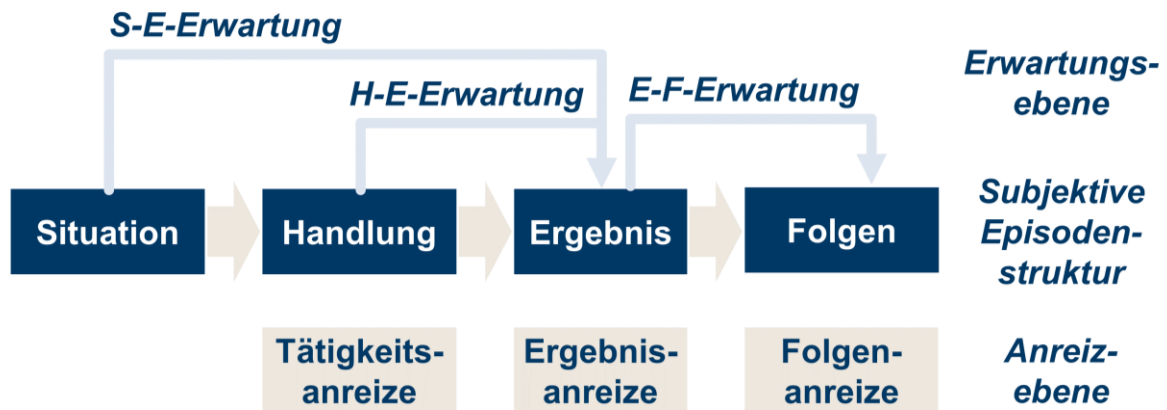 S-E-Erwartung
H-E-Erwartung
E-F-Erwartung
Erwartungs-
ebene
Situation
Handlung
Ergebnis
Folgen
Subjektive
Episoden-
struktur
Tätigkeits-
anreize
Ergebnis-
anreize
Folgen-
anreize
Anreiz-
ebene